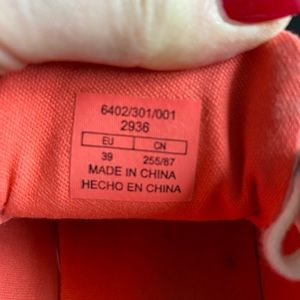 6402/301/001
2936
EU CN
39 255/87
MADE IN CHINA
HECHO EN CHINA